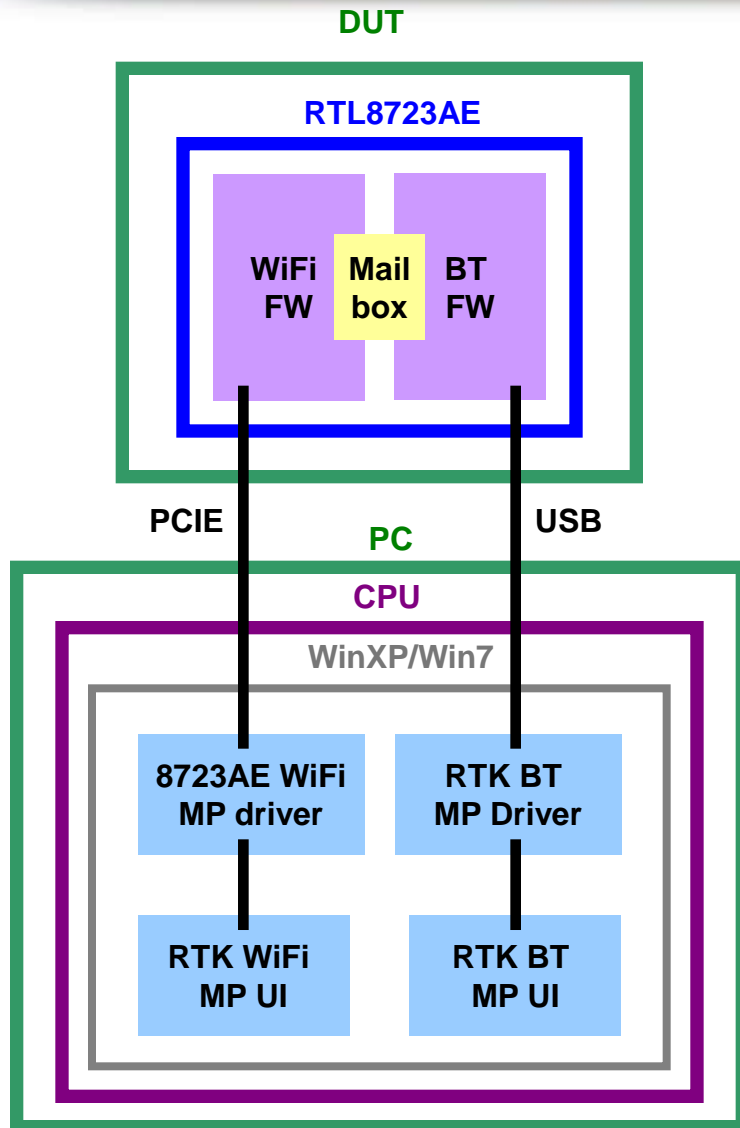 DUT
RTL8723AE
WiFi
FW
Mail
box
BT
FW
PCIE
USB
PC
CPU
WinXP/Win7
8723AE WiFi
MP driver
RTK BT
MP Driver
RTK WiFi
MP UI
RTK BT
MP UI